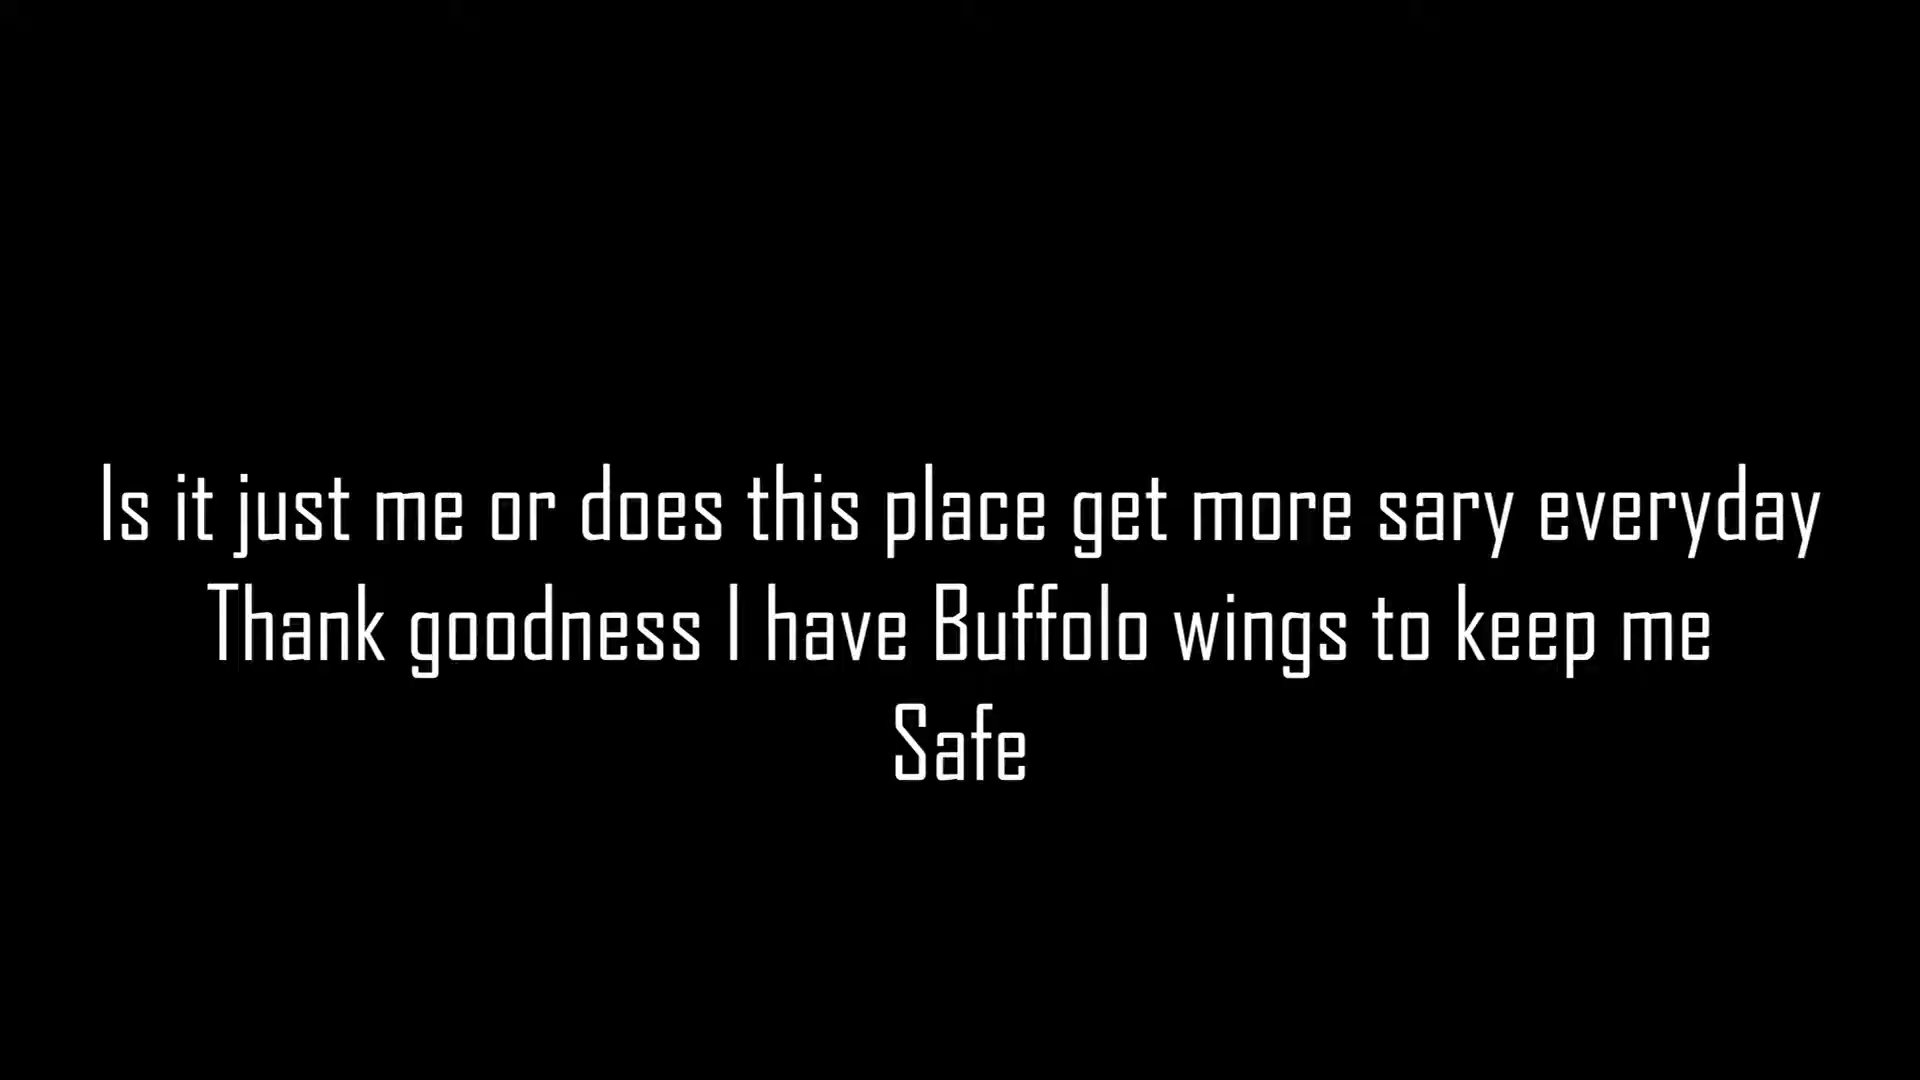 Is it just me or does this place get more sary everyday
Thank goodness I have Buffolo wings to keep me
Safe